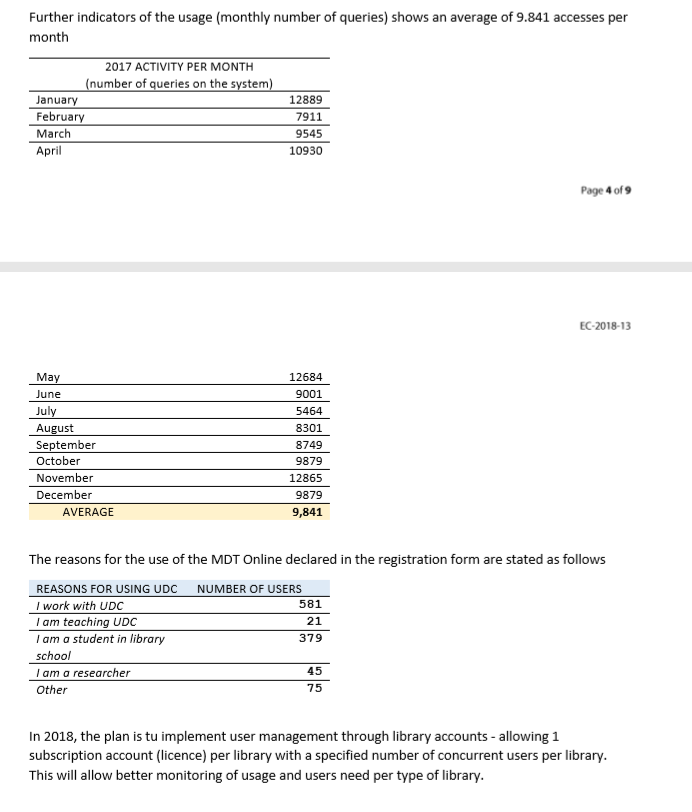 Further indicators of the usage (monthly number of queries) shows an average of 9.841 accesses per
month
2017 ACTIVITY PER MONTH
(number of queries on the system)
January 12889
February 7911
March 9545
April 10930
Page 4 of 9
EC-2018-13
May 12684
June 9001
July 5464
August 8301
September 8749
October 9879
November 12865
December 9879
AVERAGE 9,841
The reasons for the use of the MDT Online declared in the registration form are stated as follows
REASONS FOR USING UDC NUMBER OF USERS
I work with UDC 581
I am teaching UDC 21
I am a student in library 379
school
I am a researcher 45
Other 75
In 2018, the plan is tu implement user management through library accounts - allowing 1
subscription account (licence) per library with a specified number of concurrent users per library.
This will allow better monitoring of usage and users need per type of library.